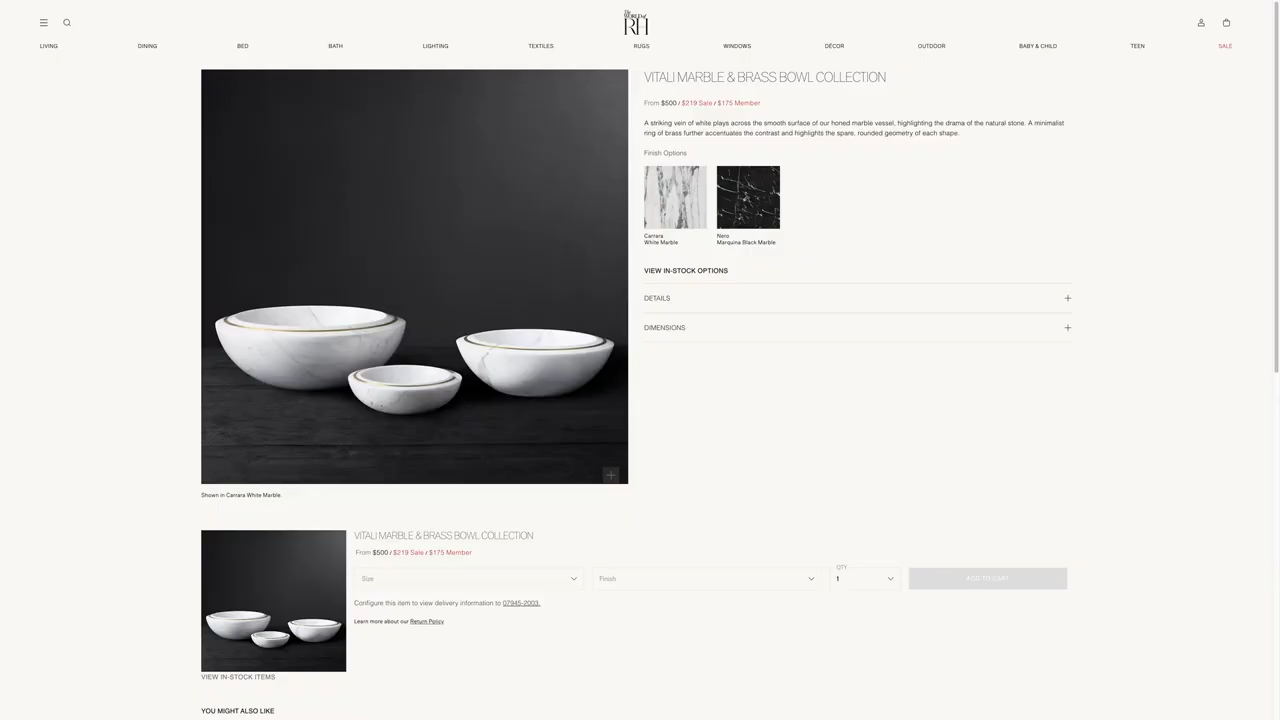 The
WORLD of
RH
LIVING
DINING
BED
BATH
LIGHTING
TEXTILES
RUGS
WINDOWS
DÉCOR
OUTDOOR
BABY & CHILD
TEEN
SALE
VITALI MARBLE & BRASS BOWL COLLECTION
From $500 / $219 Sale / $175 Member
A striking vein of white plays across the smooth surface of our honed marble vessel, highlighting the drama of the natural stone. A minimalist
ring of brass further accentuates the contrast and highlights the spare, rounded geometry of each shape.
Finish Options
Carrara
White Marble
Nero
Marquina Black Marble
VIEW IN-STOCK OPTIONS
DETAILS
DIMENSIONS
Shown in Carrara White Marble.
VITALI MARBLE & BRASS BOWL COLLECTION
From $500 / $219 Sale / $175 Member
Size
Finish
QTY
1
ADD TO CART
Configure this item to view delivery information to 07945-2003.
Learn more about our Return Policy
VIEW IN-STOCK ITEMS
YOU MIGHT ALSO LIKE